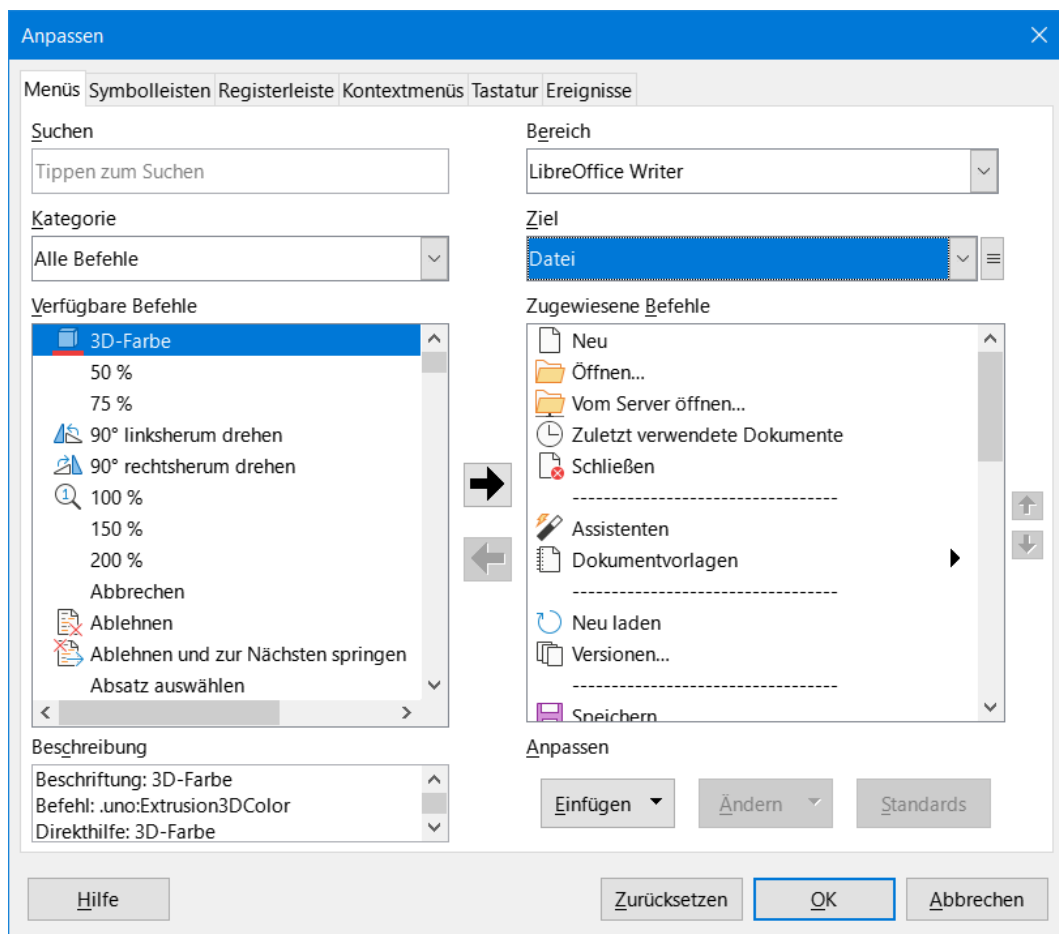 Anpassen
Menüs Symbolleisten Registerleiste Kontextmenüs Tastatur Ereignisse
Suchen
Tippen zum Suchen
Kategorie
Alle Befehle
Verfügbare Befehle
3D-Farbe
50 %
75 %
90° linksherum drehen
90° rechtsherum drehen
1
100 %
150 %
200 %
Abbrechen
Ablehnen
Ablehnen und zur Nächsten springen
Absatz auswählen
Beschreibung
Beschriftung: 3D-Farbe
Befehl: .uno:Extrusion3DColor
Direkthilfe: 3D-Farbe
Bereich
LibreOffice Writer
Ziel
Datei
Zugewiesene Befehle
Neu
Öffnen...
Vom Server öffnen...
Zuletzt verwendete Dokumente
Schließen
----------------------------------
Assistenten
Dokumentvorlagen
----------------------------------
Neu laden
Versionen...
----------------------------------
Speichern
Anpassen
Einfügen
Ändern
Standards
Hilfe
Zurücksetzen
OK
Abbrechen